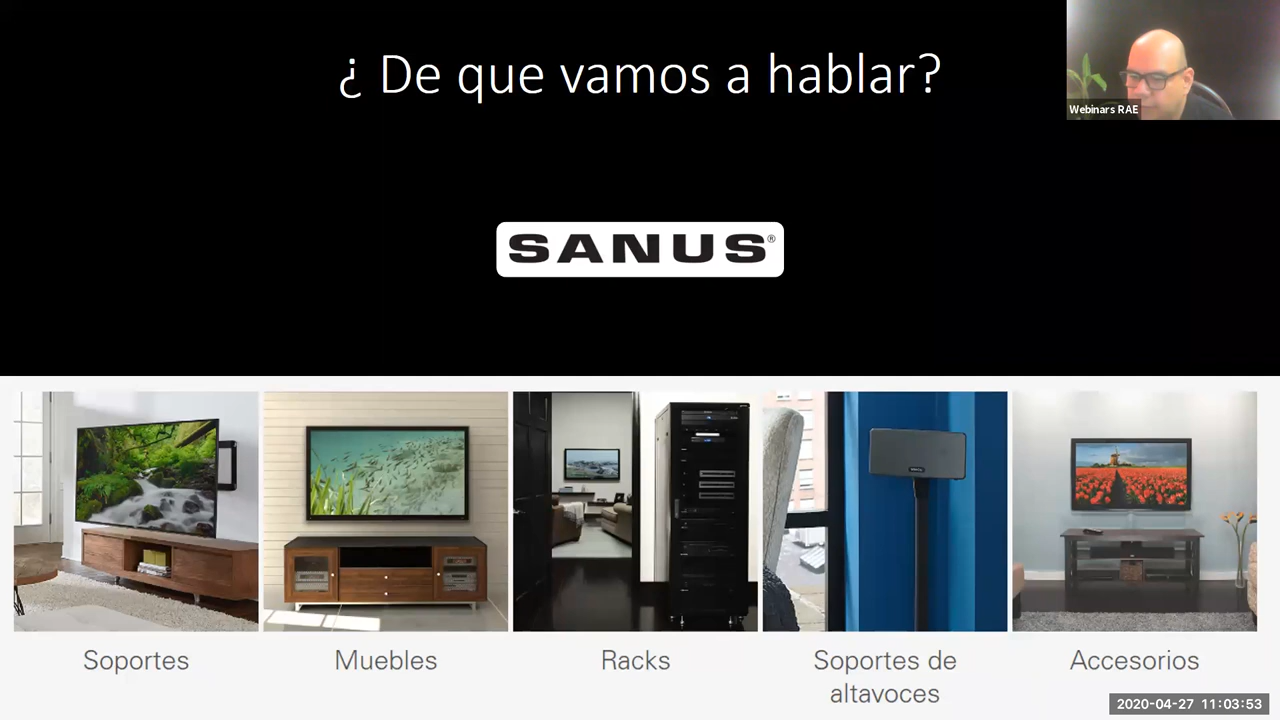 ¿ De que vamos a hablar?
Webinars RAE
SANUS®
Soportes
Muebles
Racks
Soportes de
altavoces
Accesorios
2020-04-27 11:03:53